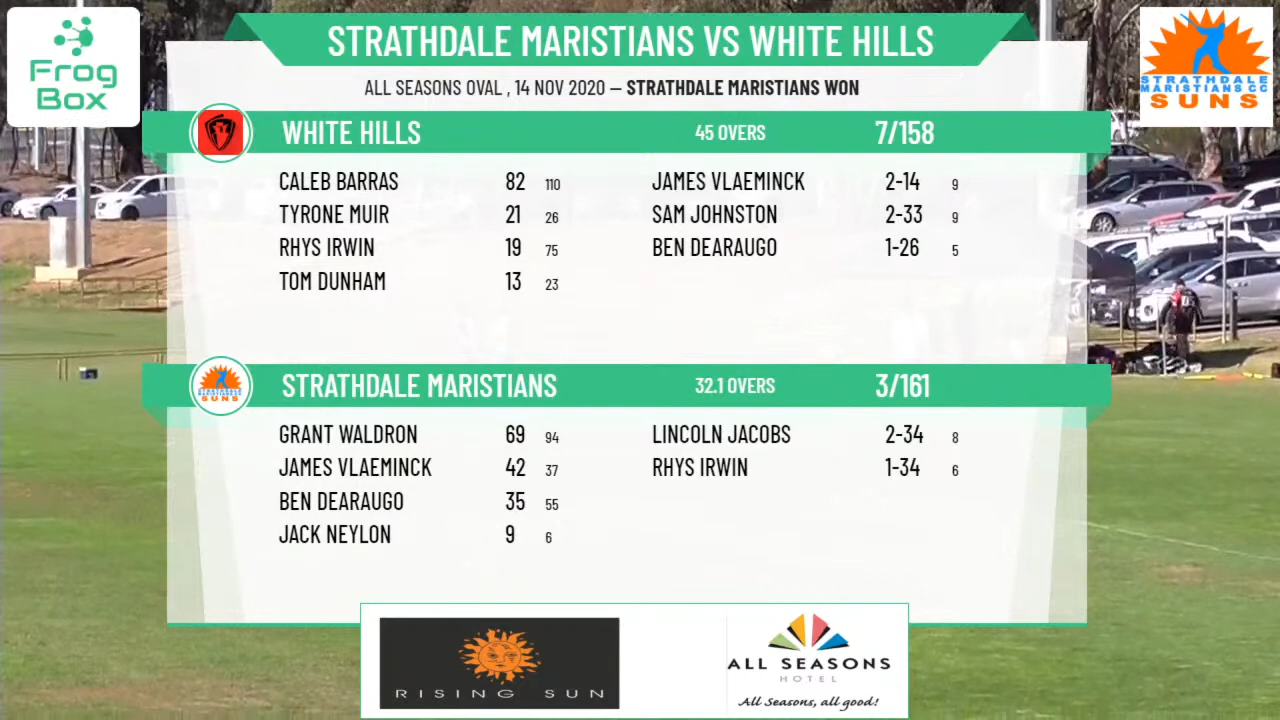 Frog
Box
STRATHDALE MARISTIANS VS WHITE HILLS
ALL SEASONS OVAL , 14 NOV 2020 – STRATHDALE MARISTIANS WON
STRATHDALE
MARISTIANS CC
SUNS
WHITE HILLS 45 OVERS 7/158
CALEB BARRAS 82 110 JAMES VLAEMINCK 2-14 9
TYRONE MUIR 21 26 SAM JOHNSTON 2-33 9
RHYS IRWIN 19 75 BEN DEARAUGO 1-26 5
TOM DUNHAM 13 23
STRATHDALE
MARISTIANS CC
SUNS
STRATHDALE MARISTIANS 32.1 OVERS 3/161
GRANT WALDRON 69 94 LINCOLN JACOBS 2-34 8
JAMES VLAEMINCK 42 37 RHYS IRWIN 1-34 6
BEN DEARAUGO 35 55
JACK NEYLON 9 6
RISING SUN
ALL SEASONS
HOTEL
All Seasons, all good!